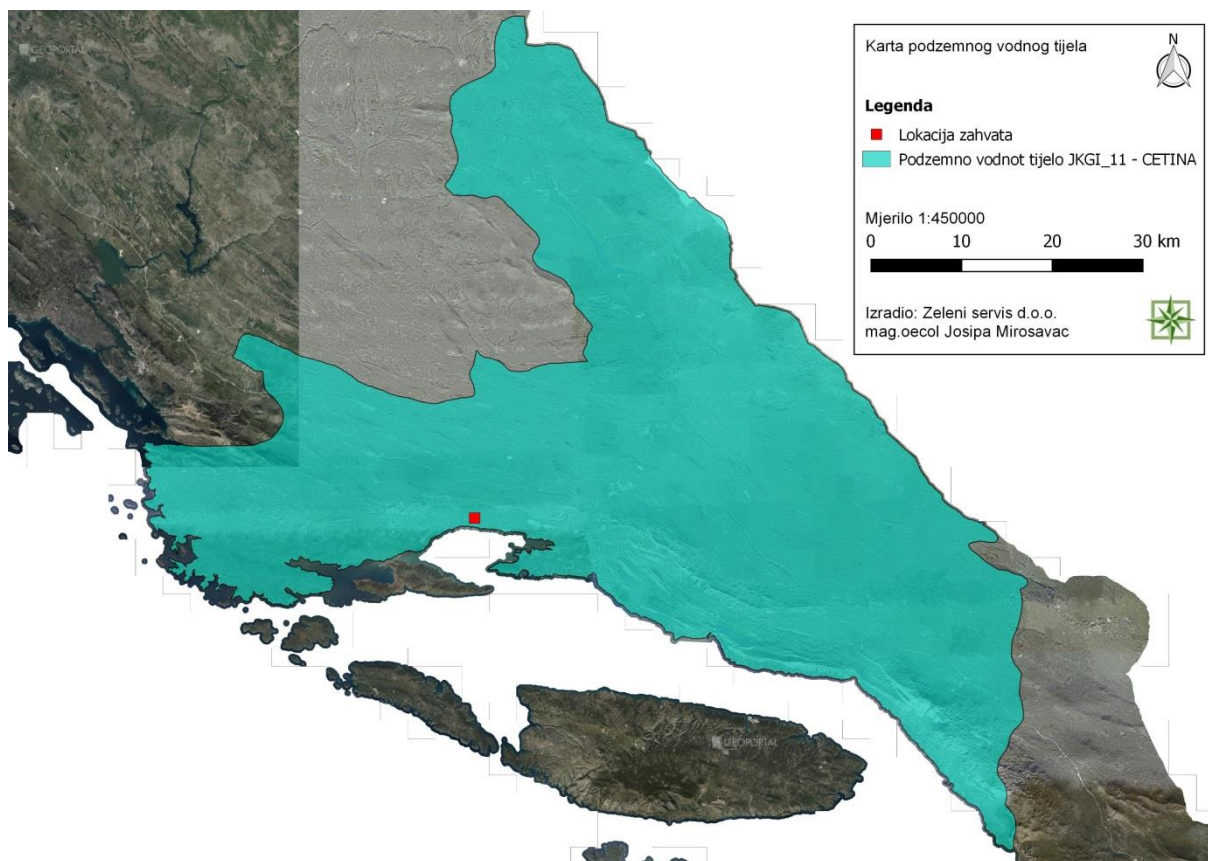 GEOPORTAL
Karta podzemnog vodnog tijela
N
Legenda
Lokacija zahvata
Podzemno vodnot tijelo JKGI_11 - CETINA
Mjerilo 1:450000
0 10 20 30 km
Izradio: Zeleni servis d.o.o.
mag.oecol Josipa Mirosavac
GEOPORTAL